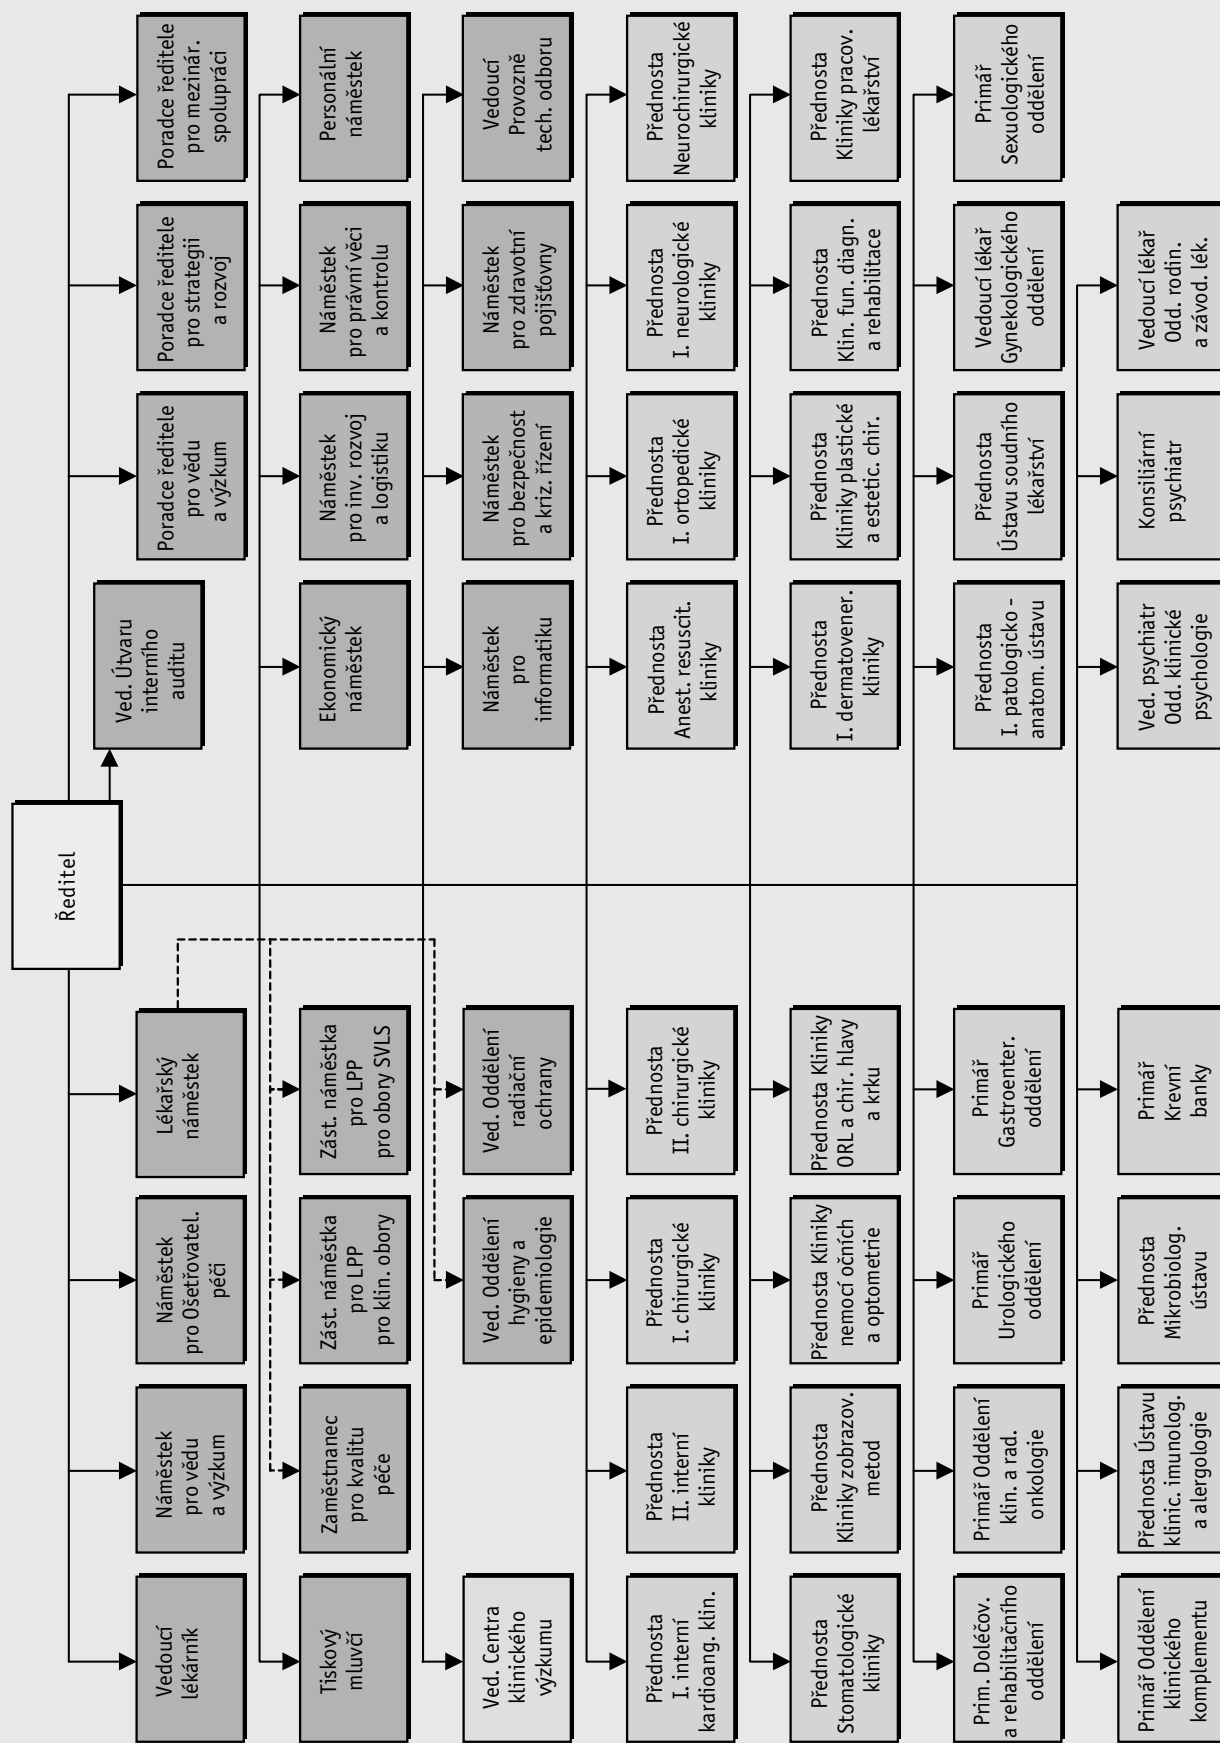 Ředitel
Ved. Útvaru
interního
auditu
Vedoucí
lékárník
Náměstek
pro vědu
a výzkum
Náměstek
pro Ošetřovatel.
péči
Lékařský
náměstek
Poradce ředitele
pro vědu
a výzkum
Poradce ředitele
pro strategii
a rozvoj
Poradce ředitele
pro mezinár.
spolupráci
Tiskový
mluvčí
Zaměstnanec
pro kvalitu
péče
Zást. náměstka
pro LPP
pro klin. obory
Zást. náměstka
pro LPP
pro obory SVLS
Ekonomický
náměstek
Náměstek
pro inv. rozvoj
a logistiku
Náměstek
pro právní věci
a kontrolu
Personální
náměstek
Ved. Centra
klinického
výzkumu
Ved. Oddělení
hygieny a
epidemiologie
Ved. Oddělení
radiační
ochrany
Náměstek
pro
informatiku
Náměstek
pro bezpečnost
a kriz. řízení
Náměstek
pro zdravotní
pojišťovny
Vedoucí
Provozně
tech. odboru
Přednosta
I. interní
kardioang. klin.
Přednosta
II. interní
kliniky
Přednosta
I. chirurgické
kliniky
Přednosta
II. chirurgické
kliniky
Přednosta
Anest. resuscit.
kliniky
Přednosta
I. ortopedické
kliniky
Přednosta
I. neurologické
kliniky
Přednosta
Neurochirurgické
kliniky
Přednosta
Stomatologické
kliniky
Přednosta
Kliniky zobrazov.
metod
Přednosta Kliniky
nemocí očních
a optometrie
Přednosta Kliniky
ORL a chir. hlavy
a krku
Přednosta
I. dermatovener.
kliniky
Přednosta
Kliniky plastické
a estetič. chir.
Přednosta
Klin. fun. diagn.
a rehabilitace
Přednosta
Kliniky pracov.
lékařství
Prim. Doléčov.
a rehabilitačního
oddělení
Primář Oddělení
klin. a rad.
onkologie
Primář
Urologického
oddělení
Primář
Gastroenter.
oddělení
Přednosta
I. patologicko -
anatom. ústavu
Přednosta
Ústavu soudního
lékařství
Vedoucí lékař
Gynekologického
oddělení
Primář
Sexuologického
oddělení
Primář Oddělení
klinického
komplementu
Přednosta Ústavu
klinic. imunolog.
a alergologie
Přednosta
Mikrobiolog.
ústavu
Primář
Krevní
banky
Ved. psychiatr
Odd. klinické
psychologie
Konsiliární
psychiatr
Vedoucí lékař
Odd. rodin.
a závod. lék.